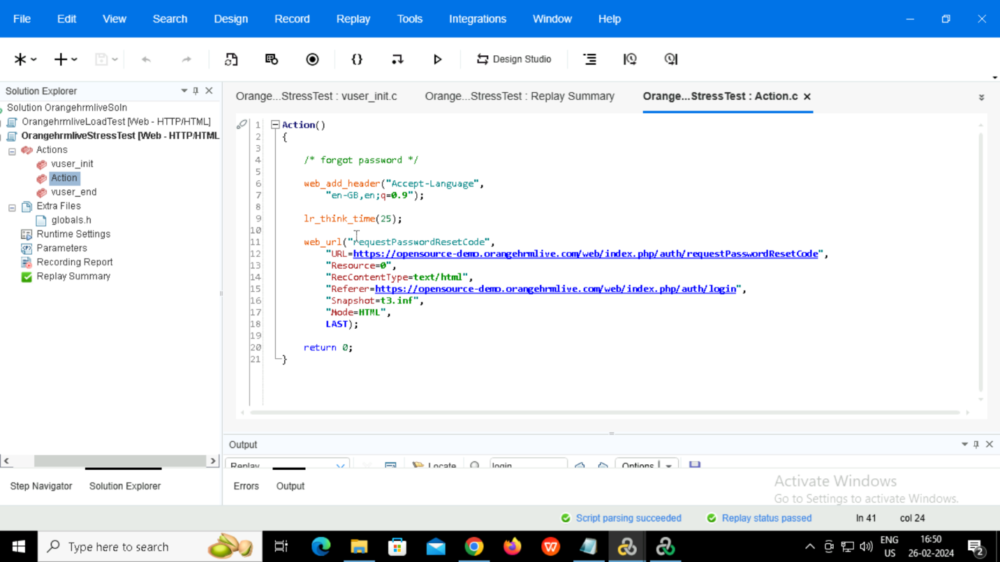 File Edit View Search Design Record Replay Tools Integrations Window Help
Design Studio
Solution Explorer
Orange...StressTest : vuser_init.c Orange...StressTest : Replay Summary Orange...StressTest : Action.c
Solution OrangehrmliveSoln
OrangehrmliveLoadTest [Web - HTTP/HTML]
OrangehrmliveStressTest [Web - HTTP/HTML
Actions
vuser_init
Action
vuser_end
Extra Files
globals.h
Runtime Settings
Parameters
Recording Report
Replay Summary
1 Action()
2 {
3
4 /* forgot password */
5
6 web_add_header("Accept-Language",
7 "en-GB,en;q=0.9");
8
9 lr_think_time(25);
10
11 web_url("requestPasswordResetCode",
12 "URL=https://opensource-demo.orangehrmlive.com/web/index.php/auth/requestPasswordResetCode",
13 "Resource=0",
14 "RecContentType=text/html",
15 "Referer=https://opensource-demo.orangehrmlive.com/web/index.php/auth/login",
16 "Snapshot=t3.inf",
17 "Mode=HTML",
18 LAST);
19
20 return 0;
21 }
Output
Replay Locate login Options
Step Navigator Solution Explorer Errors Output
Activate Windows
Go to Settings to activate Windows.
Script parsing succeeded Replay status passed ln 41 col 24
Type here to search
ENG
US
16:50
26-02-2024
2